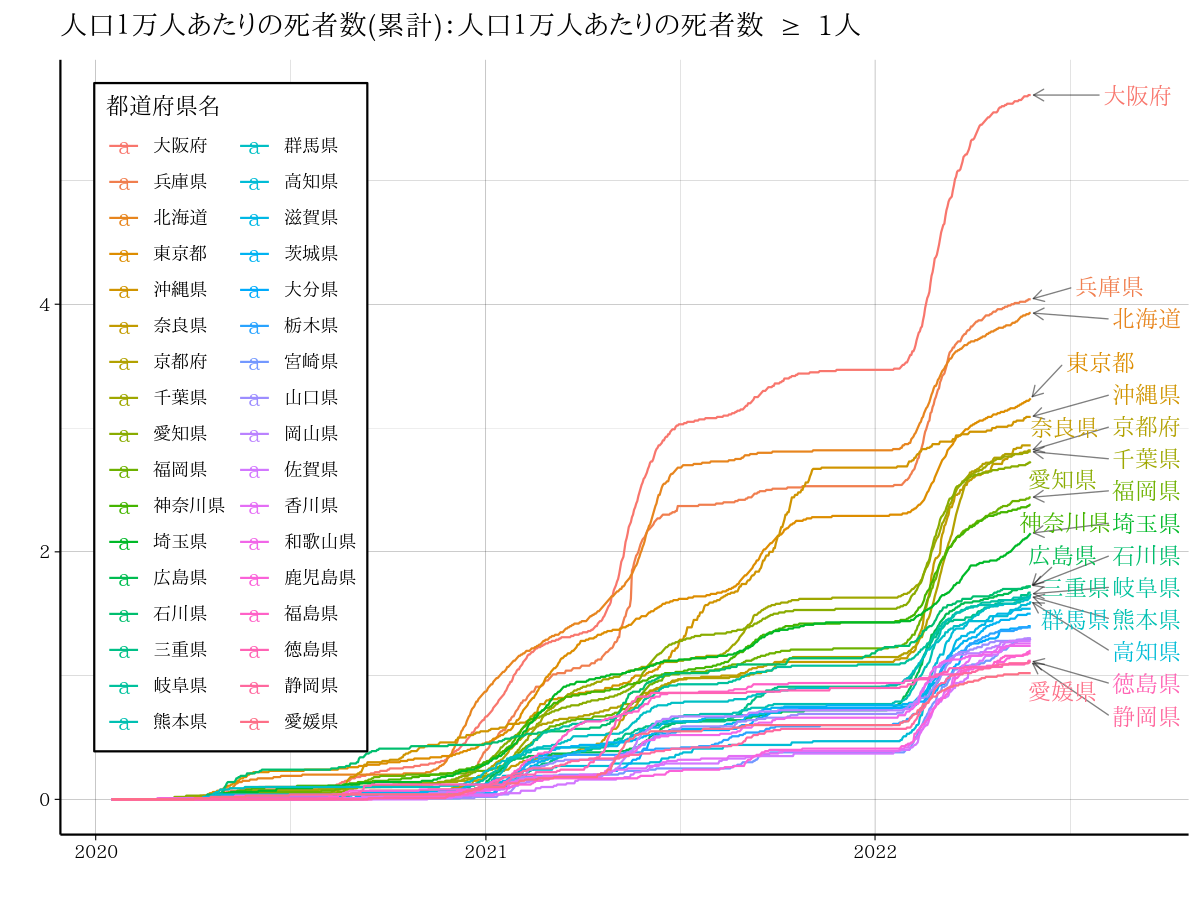 人口1万人あたりの死者数(累計)：人口1万人あたりの死者数 ≥ 1人
都道府県名
a 大阪府 a 群馬県
a 兵庫県 a 高知県
a 北海道 a 滋賀県
a 東京都 a 茨城県
a 沖縄県 a 大分県
a 奈良県 a 栃木県
a 京都府 a 宮崎県
a 千葉県 a 山口県
a 愛知県 a 岡山県
a 福岡県 a 佐賀県
a 神奈川県 a 香川県
a 埼玉県 a 和歌山県
a 広島県 a 鹿児島県
a 石川県 a 福島県
a 三重県 a 徳島県
a 岐阜県 a 静岡県
a 熊本県 a 愛媛県
大阪府
兵庫県
北海道
東京都
沖縄県
奈良県 京都府
千葉県
愛知県
福岡県
神奈川県 埼玉県
広島県 石川県
三重県 岐阜県
群馬県 熊本県
高知県
徳島県
愛媛県
静岡県
4
2
0
2020 2021 2022